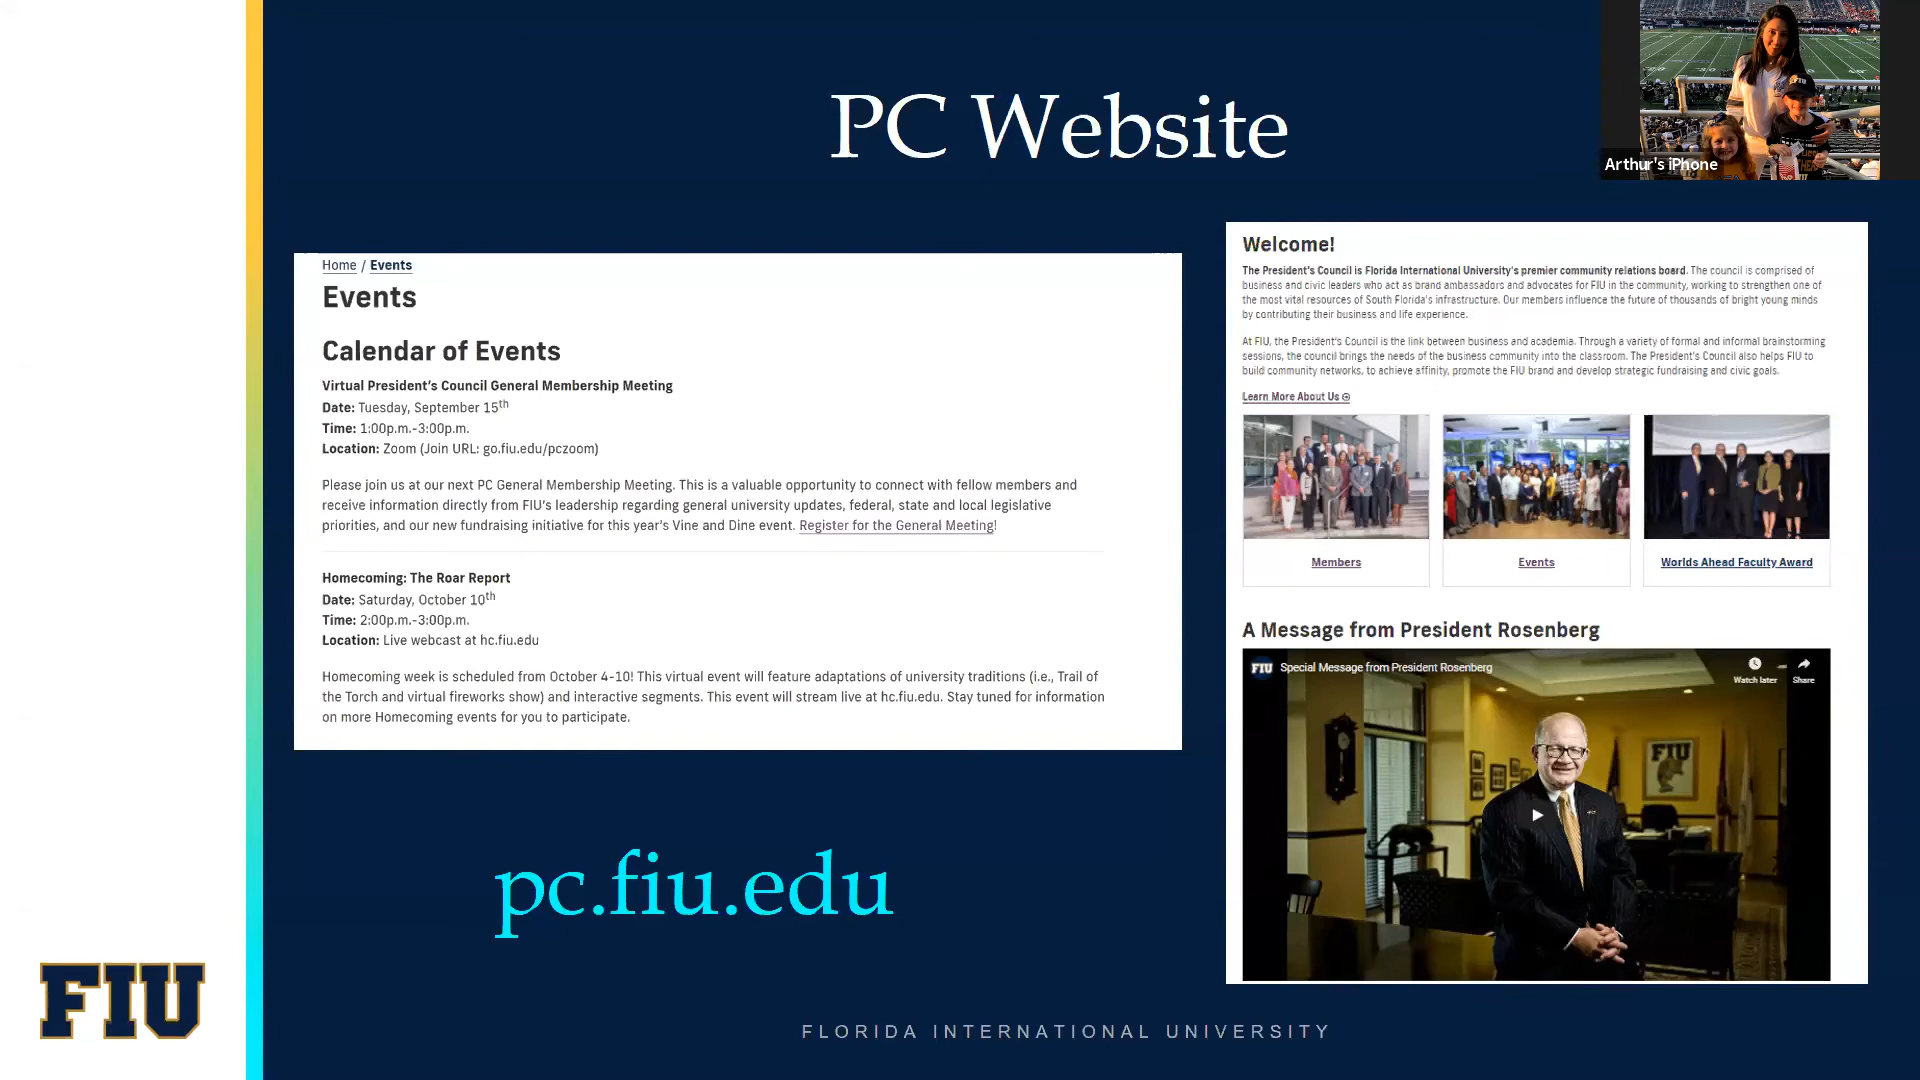 PC Website
Arthur's iPhone
Home / Events
Events
Calendar of Events
Virtual President's Council General Membership Meeting
Date: Tuesday, September 15th
Time: 1:00p.m.-3:00p.m.
Location: Zoom (Join URL: go.fiu.edu/pczoom)
Please join us at our next PC General Membership Meeting. This is a valuable opportunity to connect with fellow members and
receive information directly from FIU's leadership regarding general university updates, federal, state and local legislative
priorities, and our new fundraising initiative for this year's Vine and Dine event. Register for the General Meeting!
Homecoming: The Roar Report
Date: Saturday, October 10th
Time: 2:00p.m.-3:00p.m.
Location: Live webcast at hc.fiu.edu
Homecoming week is scheduled from October 4-10! This virtual event will feature adaptations of university traditions (i.e., Trail of
the Torch and virtual fireworks show) and interactive segments. This event will stream live at hc.fiu.edu. Stay tuned for information
on more Homecoming events for you to participate.
pc.fiu.edu
Welcome!
The President's Council is Florida International University's premier community relations board. The council is comprised of
business and civic leaders who act as brand ambassadors and advocates for FIU in the community, working to strengthen one of
the most vital resources of South Florida's infrastructure. Our members influence the future of thousands of bright young minds
by contributing their business and life experience.
At FIU, the President's Council is the link between business and academia. Through a variety of formal and informal brainstorming
sessions, the council brings the needs of the business community into the classroom. The President's Council also helps FIU to
build community networks, to achieve affinity, promote the FIU brand and develop strategic fundraising and civic goals.
Learn More About Us
Members
Events
Worlds Ahead Faculty Award
A Message from President Rosenberg
FIU
Special Message from President Rosenberg
Watch later
Share
FIU
FIU
FLORIDA INTERNATIONAL UNIVERSITY